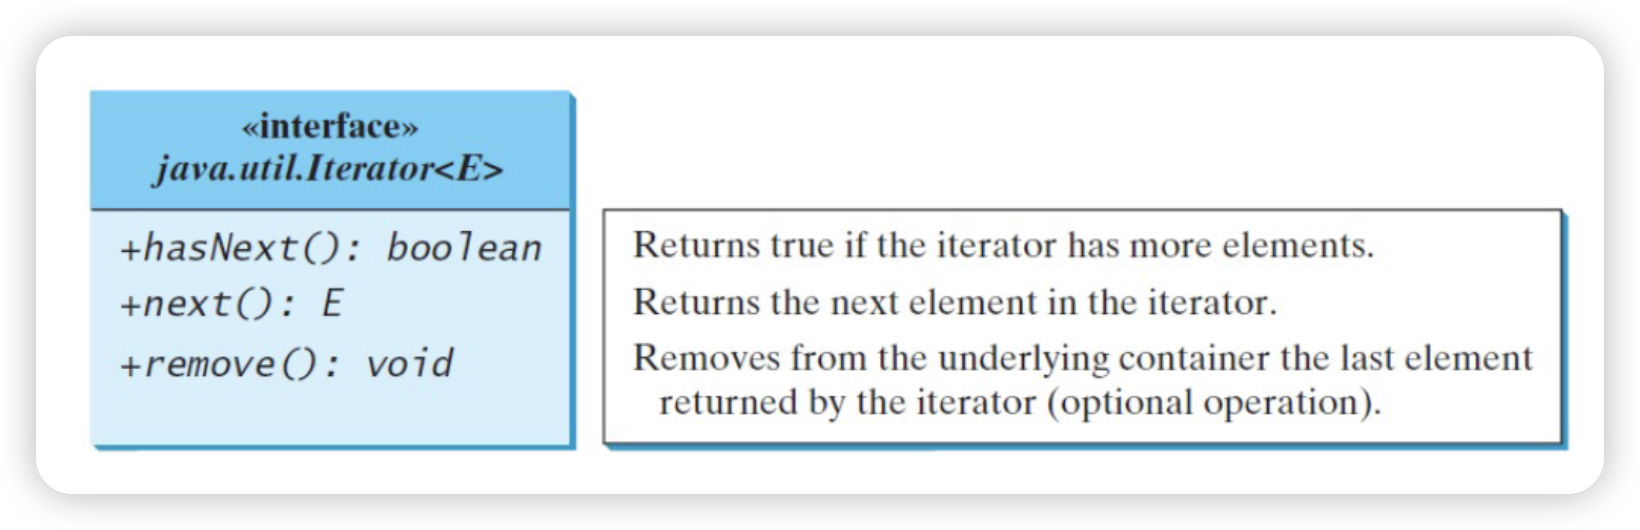 «interface»
java.util.Iterator<E>
+hasNext(): boolean
+next(): E
+remove(): void
Returns true if the iterator has more elements.
Returns the next element in the iterator.
Removes from the underlying container the last element
returned by the iterator (optional operation).